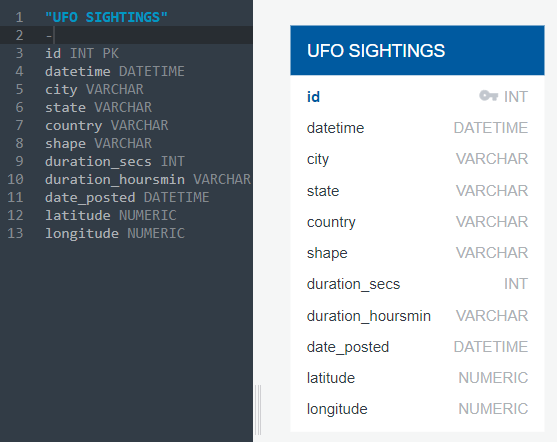 1 "UFO SIGHTINGS"
2 -
3 id INT PK
4 datetime DATETIME
5 city VARCHAR
6 state VARCHAR
7 country VARCHAR
8 shape VARCHAR
9 duration_secs INT
10 duration_hoursmin VARCHAR
11 date_posted DATETIME
12 latitude NUMERIC
13 longitude NUMERIC
UFO SIGHTINGS
id INT
datetime DATETIME
city VARCHAR
state VARCHAR
country VARCHAR
shape VARCHAR
duration_secs INT
duration_hoursmin VARCHAR
date_posted DATETIME
latitude NUMERIC
longitude NUMERIC